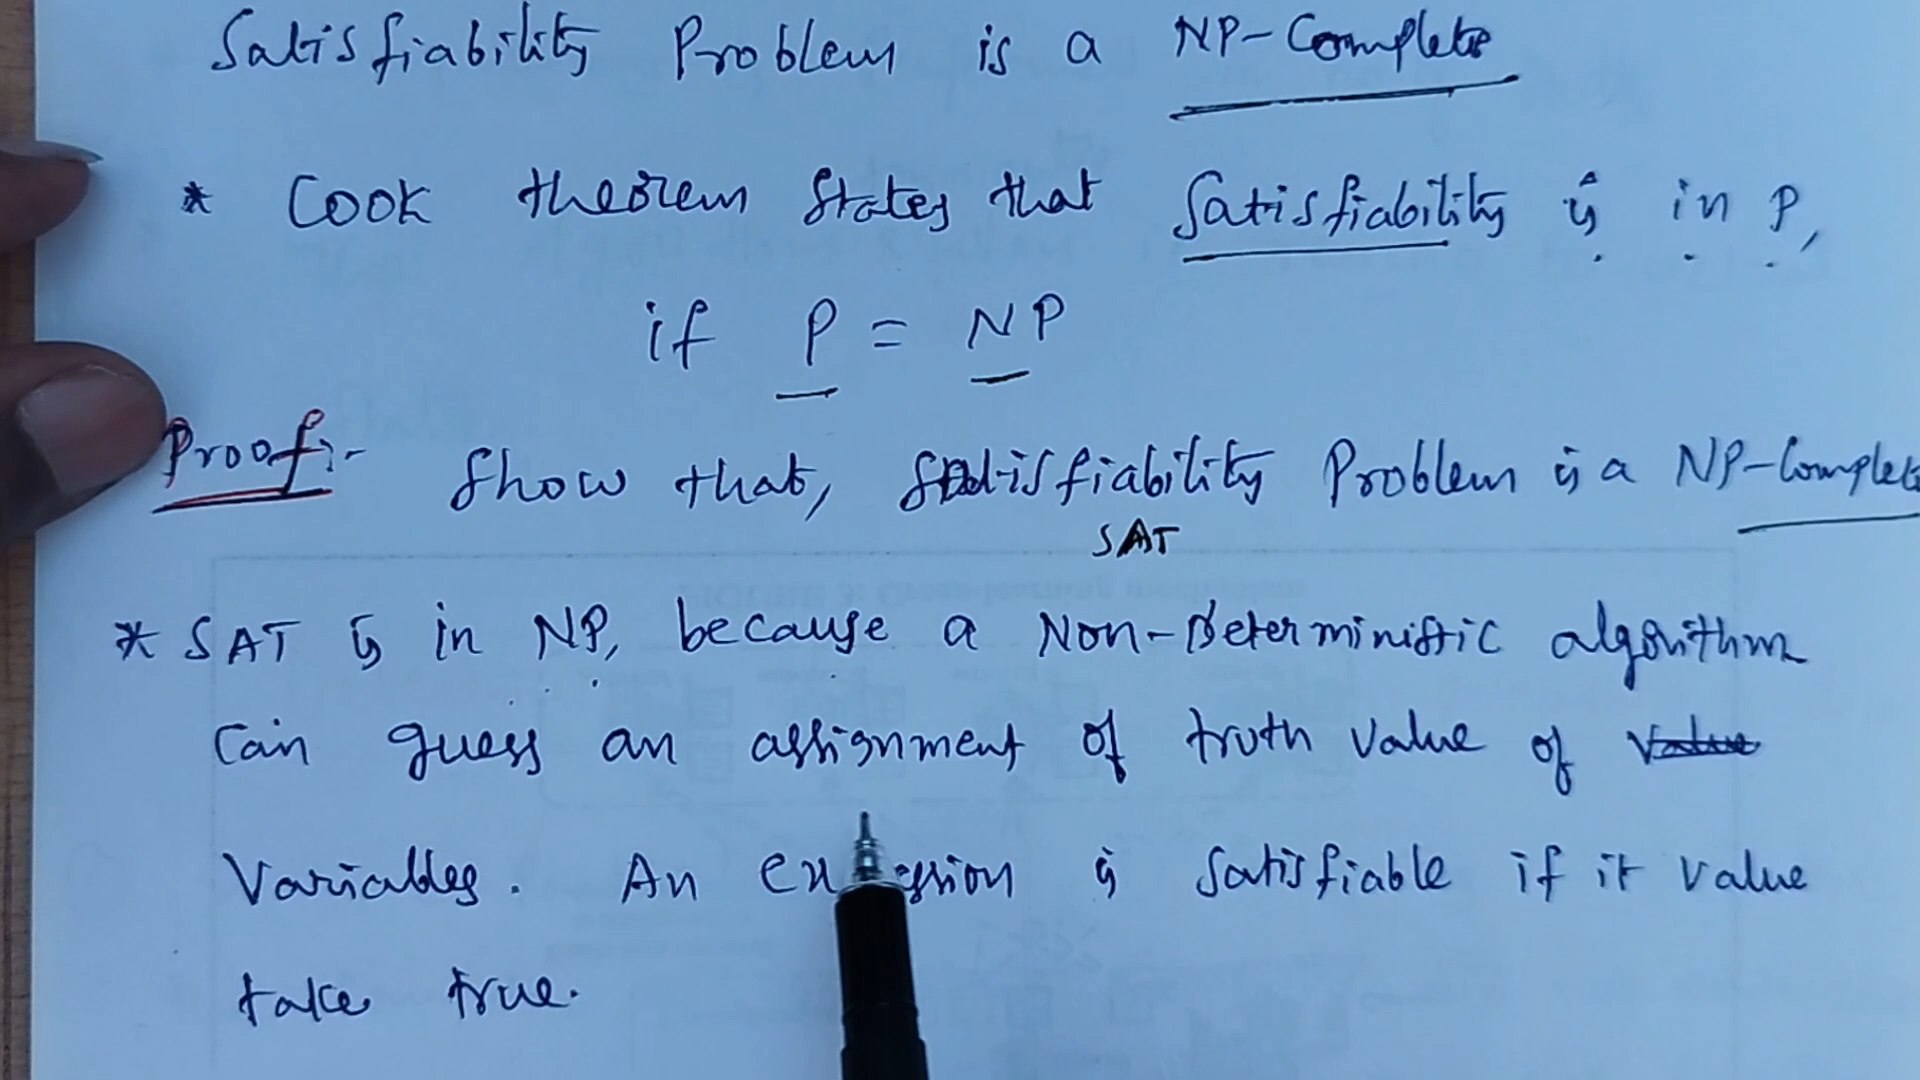 Satisfiability Problem is a NP-Complete
* Cook theorem states that Satisfiability is in P,
if P = NP
Proof:- Show that, Satisfiability Problem is a NP-Complet
SAT
* SAT is in NP, because a Non-Deterministic algorithm
can guess an assignment of truth value of value
Variables. An is satisfiable if it value
take true.